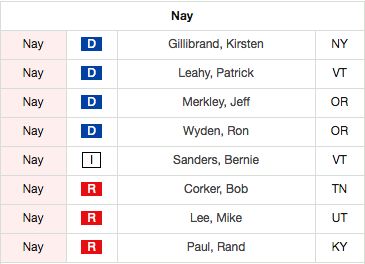 Nay
Nay D Gillibrand, Kirsten NY
Nay D Leahy, Patrick VT
Nay D Merkley, Jeff OR
Nay D Wyden, Ron OR
Nay I Sanders, Bernie VT
Nay R Corker, Bob TN
Nay R Lee, Mike UT
Nay R Paul, Rand KY